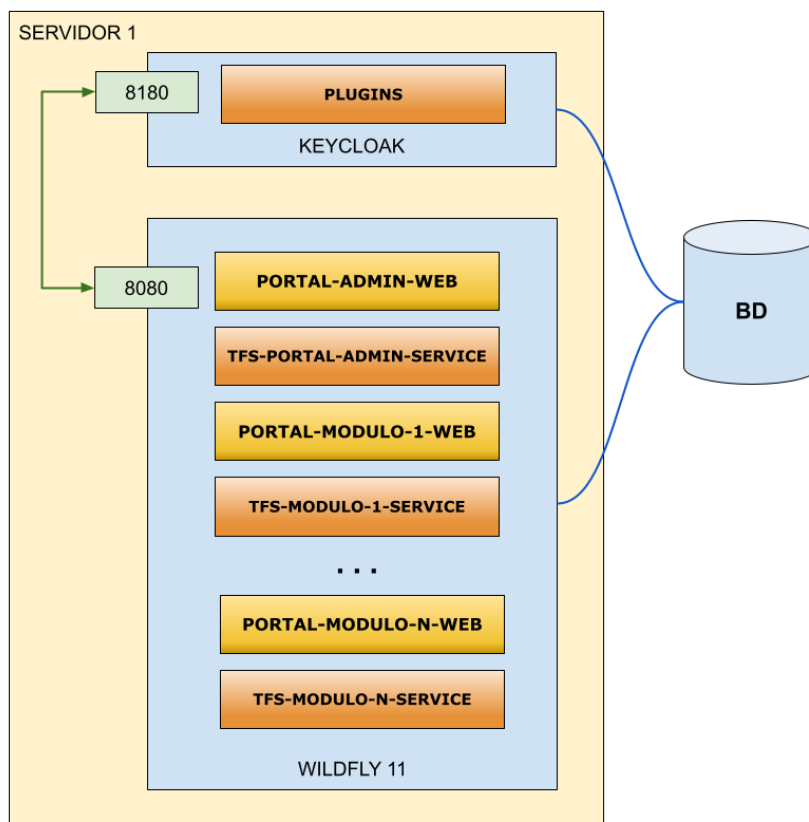 SERVIDOR 1
8180
PLUGINS
KEYCLOAK
8080
PORTAL-ADMIN-WEB
TFS-PORTAL-ADMIN-SERVICE
BD
PORTAL-MODULO-1-WEB
TFS-MODULO-1-SERVICE
. . .
PORTAL-MODULO-N-WEB
TFS-MODULO-N-SERVICE
WILDFLY 11